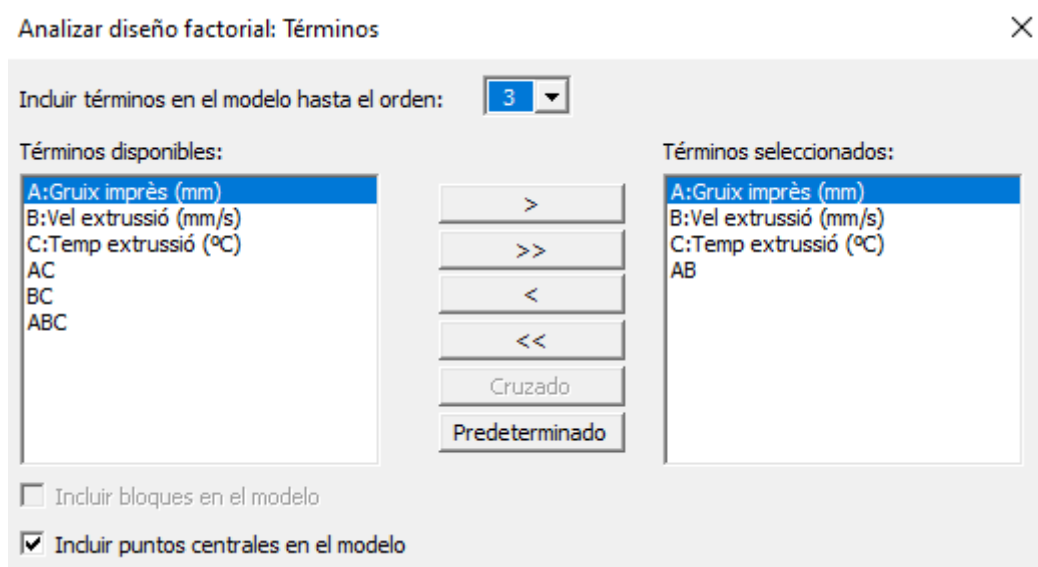 Analizar diseño factorial: Términos
Incluir términos en el modelo hasta el orden: 3
Términos disponibles:
A:Gruix imprès (mm)
B:Vel extrussió (mm/s)
C:Temp extrussió (ºC)
AC
BC
ABC
>
>>
<
<<
Cruzado
Predeterminado
Términos seleccionados:
A:Gruix imprès (mm)
B:Vel extrussió (mm/s)
C:Temp extrussió (ºC)
AB
Incluir bloques en el modelo
Incluir puntos centrales en el modelo